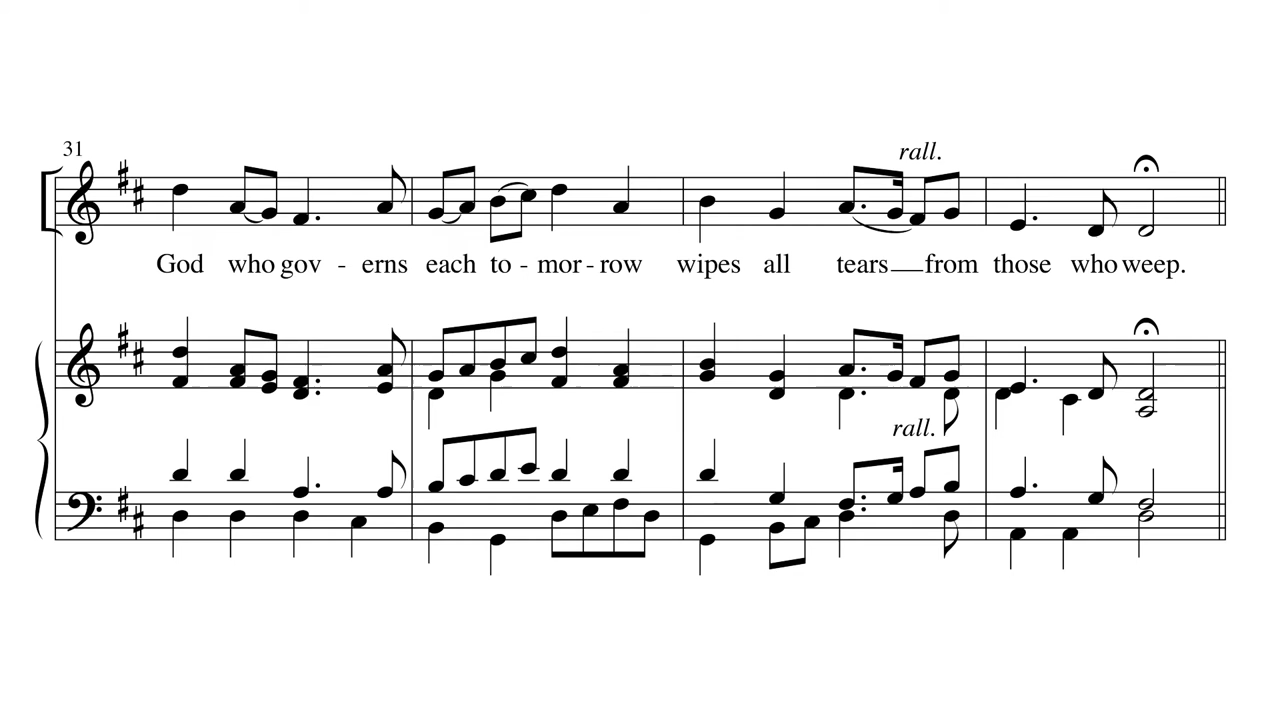 31
rall.
God who gov - erns each to - mor - row wipes all tears from those who weep.
rall.